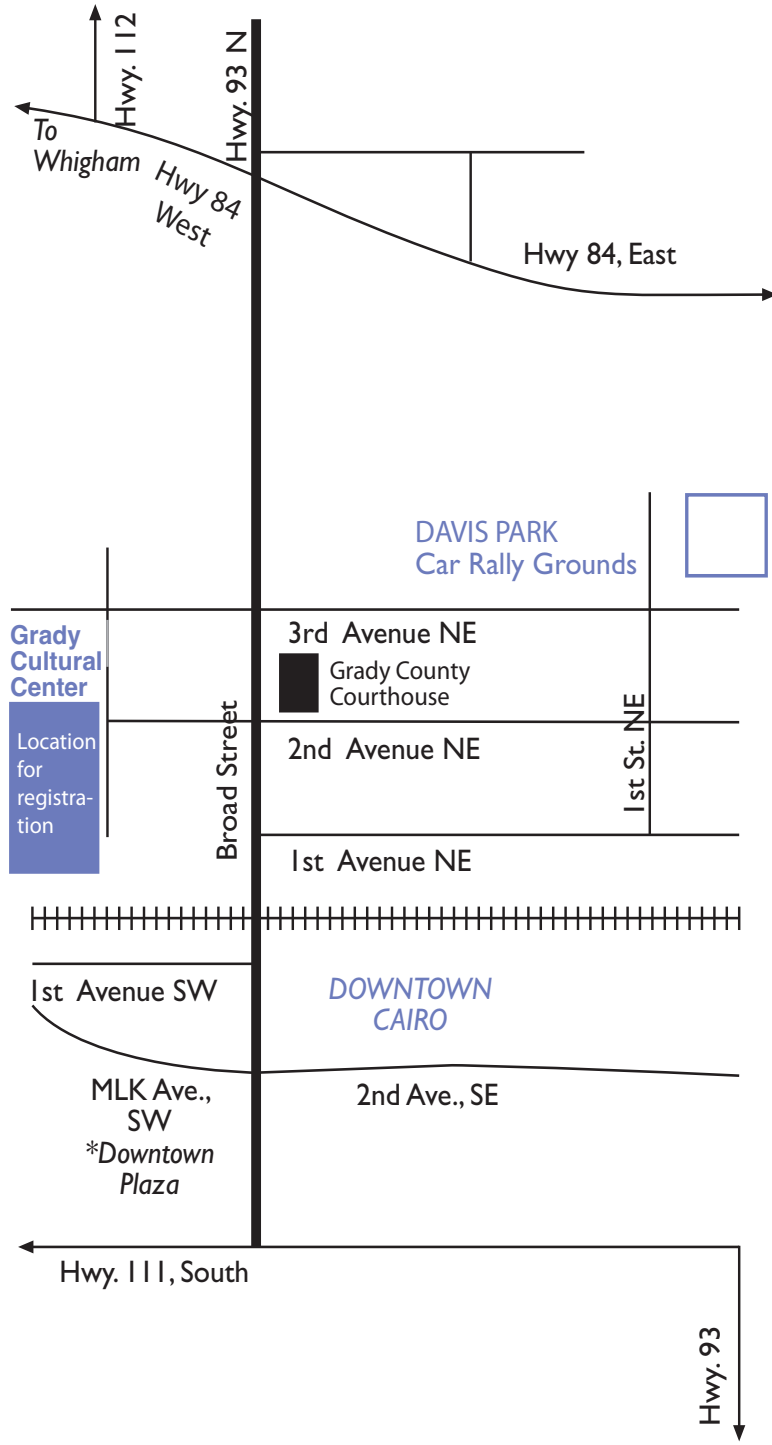 Hwy. 112
Hwy. 93 N
To
Whigham
Hwy 84
West
Hwy 84, East
DAVIS PARK
Car Rally Grounds
Grady
Cultural
Center
Location
for
registra-
tion
3rd Avenue NE
Grady County
Courthouse
Broad Street
2nd Avenue NE
1st St. NE
1st Avenue NE
1st Avenue SW
DOWNTOWN
CAIRO
MLK Ave.,
SW
*Downtown
Plaza
2nd Ave., SE
Hwy. 111, South
Hwy. 93